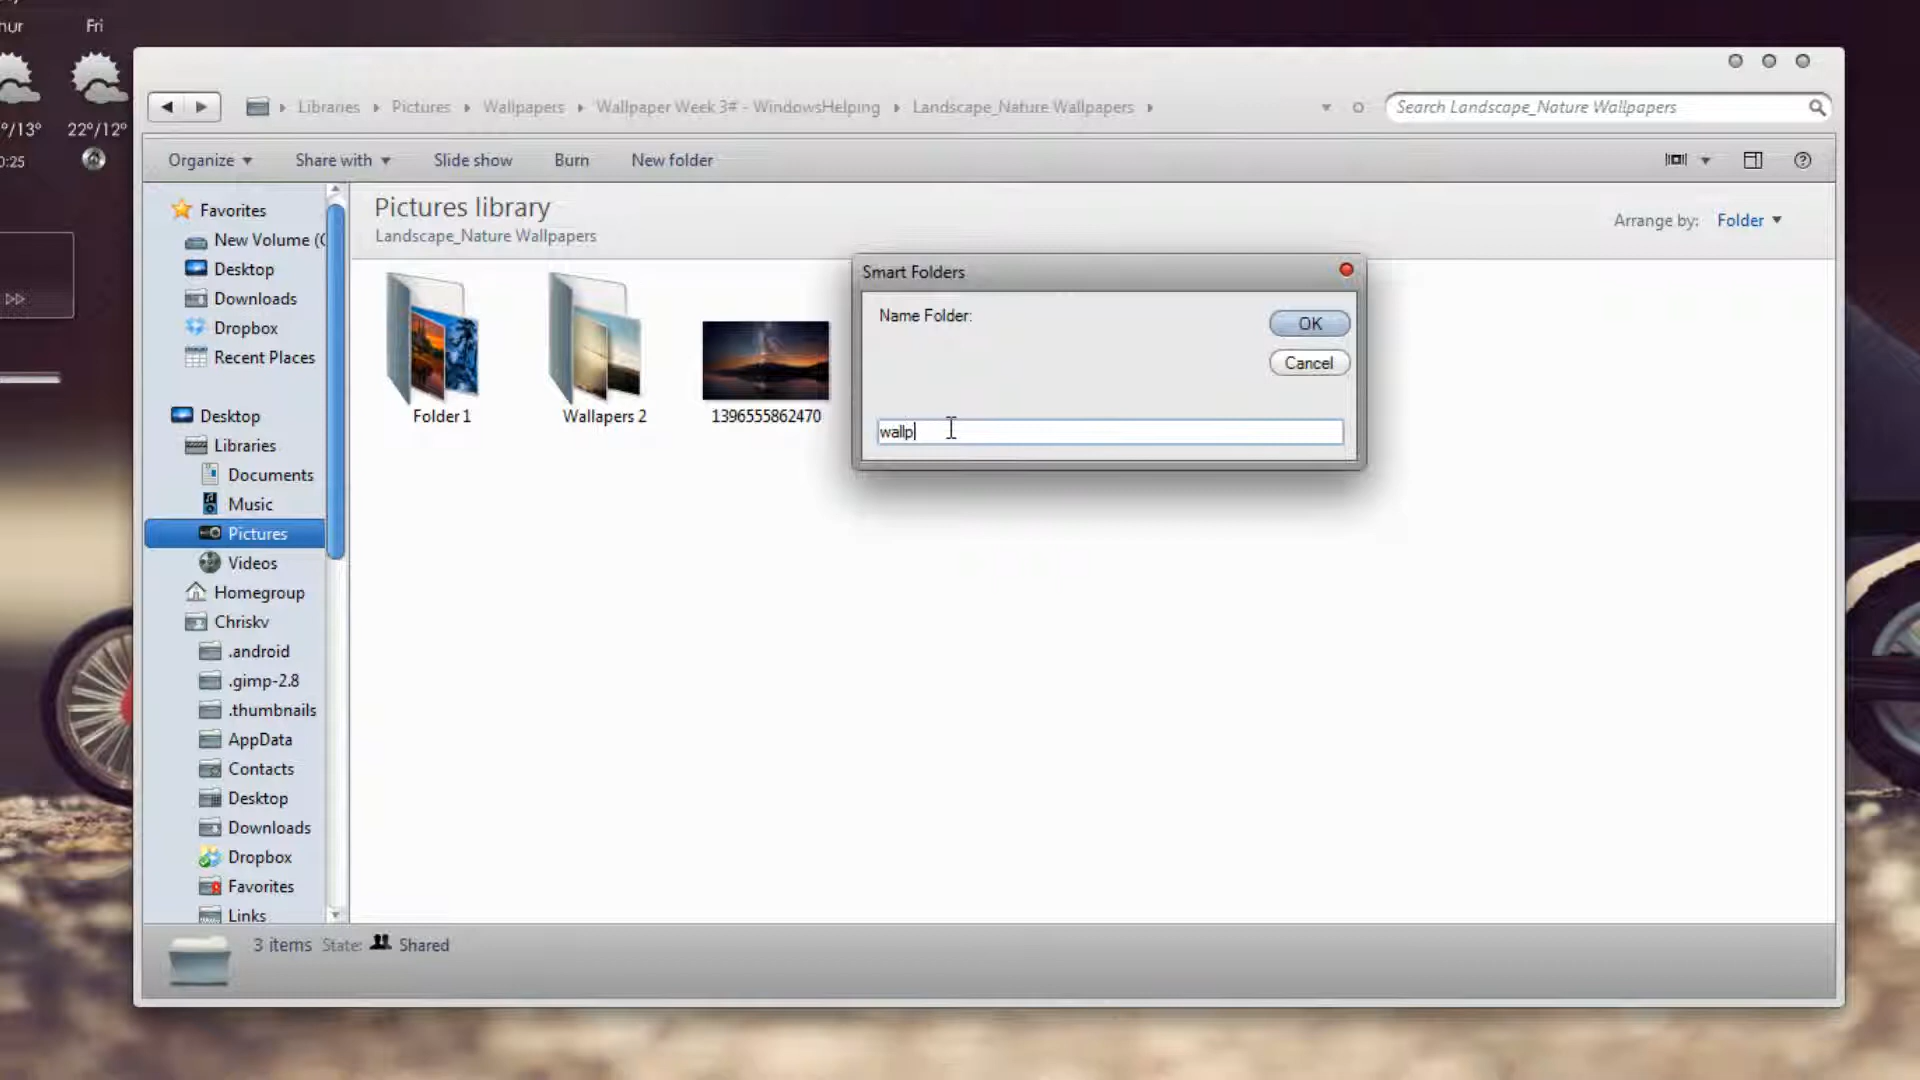 Fri
22°/12°
Libraries
Pictures
Wallpapers
Wallpaper Week 3# - WindowsHelping
Landscape_Nature Wallpapers
Search Landscape_Nature Wallpapers
Organize
Share with
Slide show
Burn
New folder
Pictures library
Landscape_Nature Wallpapers
Arrange by: Folder
Favorites
New Volume (
Desktop
Downloads
Dropbox
Recent Places
Desktop
Libraries
Documents
Music
Pictures
Videos
Homegroup
Chriskv
.android
.gimp-2.8
.thumbnails
AppData
Contacts
Desktop
Downloads
Dropbox
Favorites
Links
Folder 1
Wallapers 2
1396555862470
Smart Folders
Name Folder:
OK
Cancel
wallp
3 items State: Shared